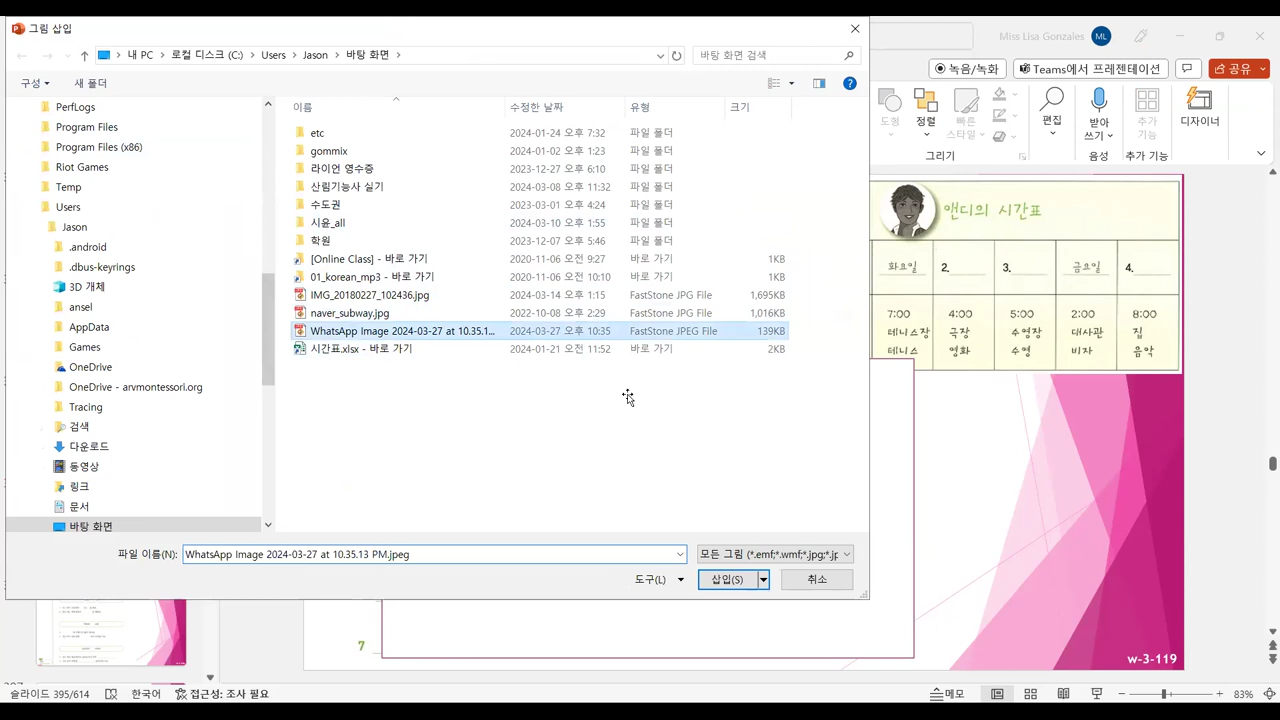 그림 삽입
Miss Lisa Gonzales ML
내 PC 로컬 디스크 (C:) Users Jason 바탕 화면
바탕 화면 검색
녹음/녹화 Teams에서 프레젠테이션 공유
구성 새 폴더
도형 정렬 빠른 스타일 편집 받아쓰기 추가 기능 디자이너
그리기 음성 추가 기능
PerfLogs
Program Files
Program Files (x86)
Riot Games
Temp
Users
Jason
.android
.dbus-keyrings
3D 개체
ansel
AppData
Games
OneDrive
OneDrive - arvmontessori.org
Tracing
검색
다운로드
동영상
링크
문서
바탕 화면
이름 수정한 날짜 유형 크기
etc 2024-01-24 오후 7:32 파일 폴더
gommix 2024-01-02 오후 1:23 파일 폴더
라이언 영수증 2023-12-27 오후 6:10 파일 폴더
산림기능사 실기 2024-03-08 오후 11:32 파일 폴더
수도권 2023-03-01 오후 4:24 파일 폴더
시윤_all 2024-03-10 오후 1:55 파일 폴더
학원 2023-12-07 오후 5:46 파일 폴더
[Online Class] - 바로 가기 2020-11-06 오전 9:27 바로 가기 1KB
01_korean_mp3 - 바로 가기 2020-11-06 오전 10:10 바로 가기 1KB
IMG_20180227_102436.jpg 2024-03-14 오후 1:15 FastStone JPG File 1,695KB
naver_subway.jpg 2022-10-08 오후 2:29 FastStone JPG File 1,016KB
WhatsApp Image 2024-03-27 at 10.35.1... 2024-03-27 오후 10:35 FastStone JPEG File 139KB
시간표.xlsx - 바로 가기 2024-01-21 오전 11:52 바로 가기 2KB
앤디의 시간표
화요일 2. 3. 금요일 4.
7:00 4:00 5:00 2:00 8:00
테니스장 극장 수영장 대사관 집
테니스 영화 수영 비자 음악
파일 이름(N): WhatsApp Image 2024-03-27 at 10.35.13 PM.jpeg 모든 그림 (*.emf;*.wmf;*.jpg;*.jp
도구(L) 삽입(S) 취소
7
w-3-119
슬라이드 395/614 한국어 접근성: 조사 필요 메모 83%